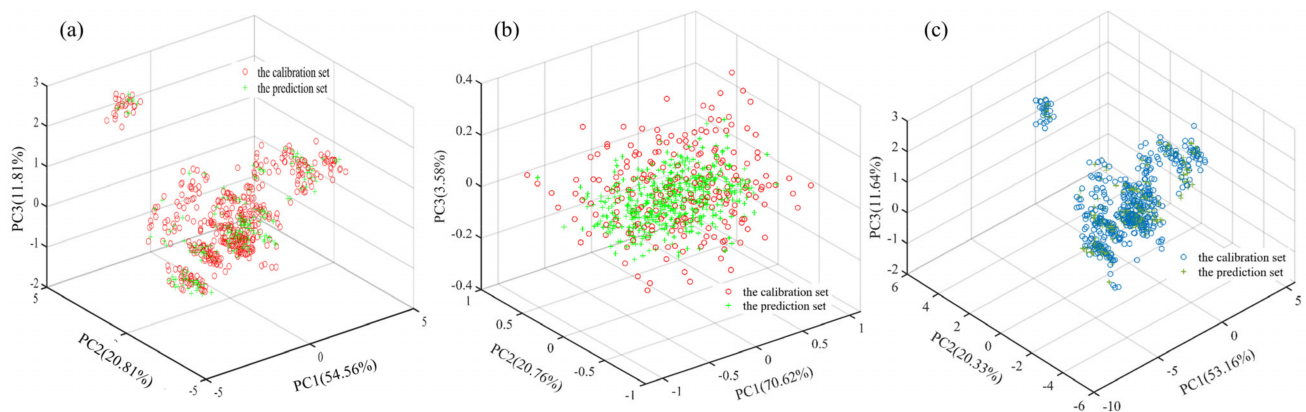 (a)
the calibration set
the prediction set
PC3(11.81%)
3
2
1
0
-1
-2
5
0
-5
PC2(20.81%)
-5
0
5
PC1(54.56%)
(b)
PC3(3.58%)
0.4
0.2
0
-0.2
-0.4
1
0.5
0
-0.5
-1
PC2(20.76%)
-1
-0.5
0
0.5
1
PC1(70.62%)
the calibration set
the prediction set
(c)
PC3(11.64%)
3
2
1
0
-1
-2
6
4
2
0
-2
-4
-6
PC2(20.33%)
-10
-5
0
5
PC1(53.16%)
the calibration set
the prediction set